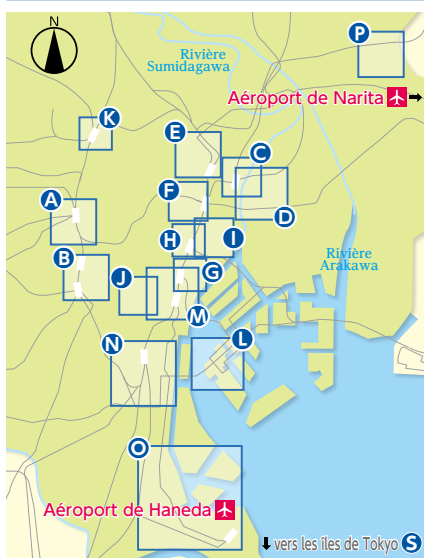 N
P
Rivière
Sumidagawa
Aéroport de Narita
K
E
C
F
A
D
H
I
B
Rivière
Arakawa
J
G
M
L
N
O
Aéroport de Haneda
vers les îles de Tokyo S